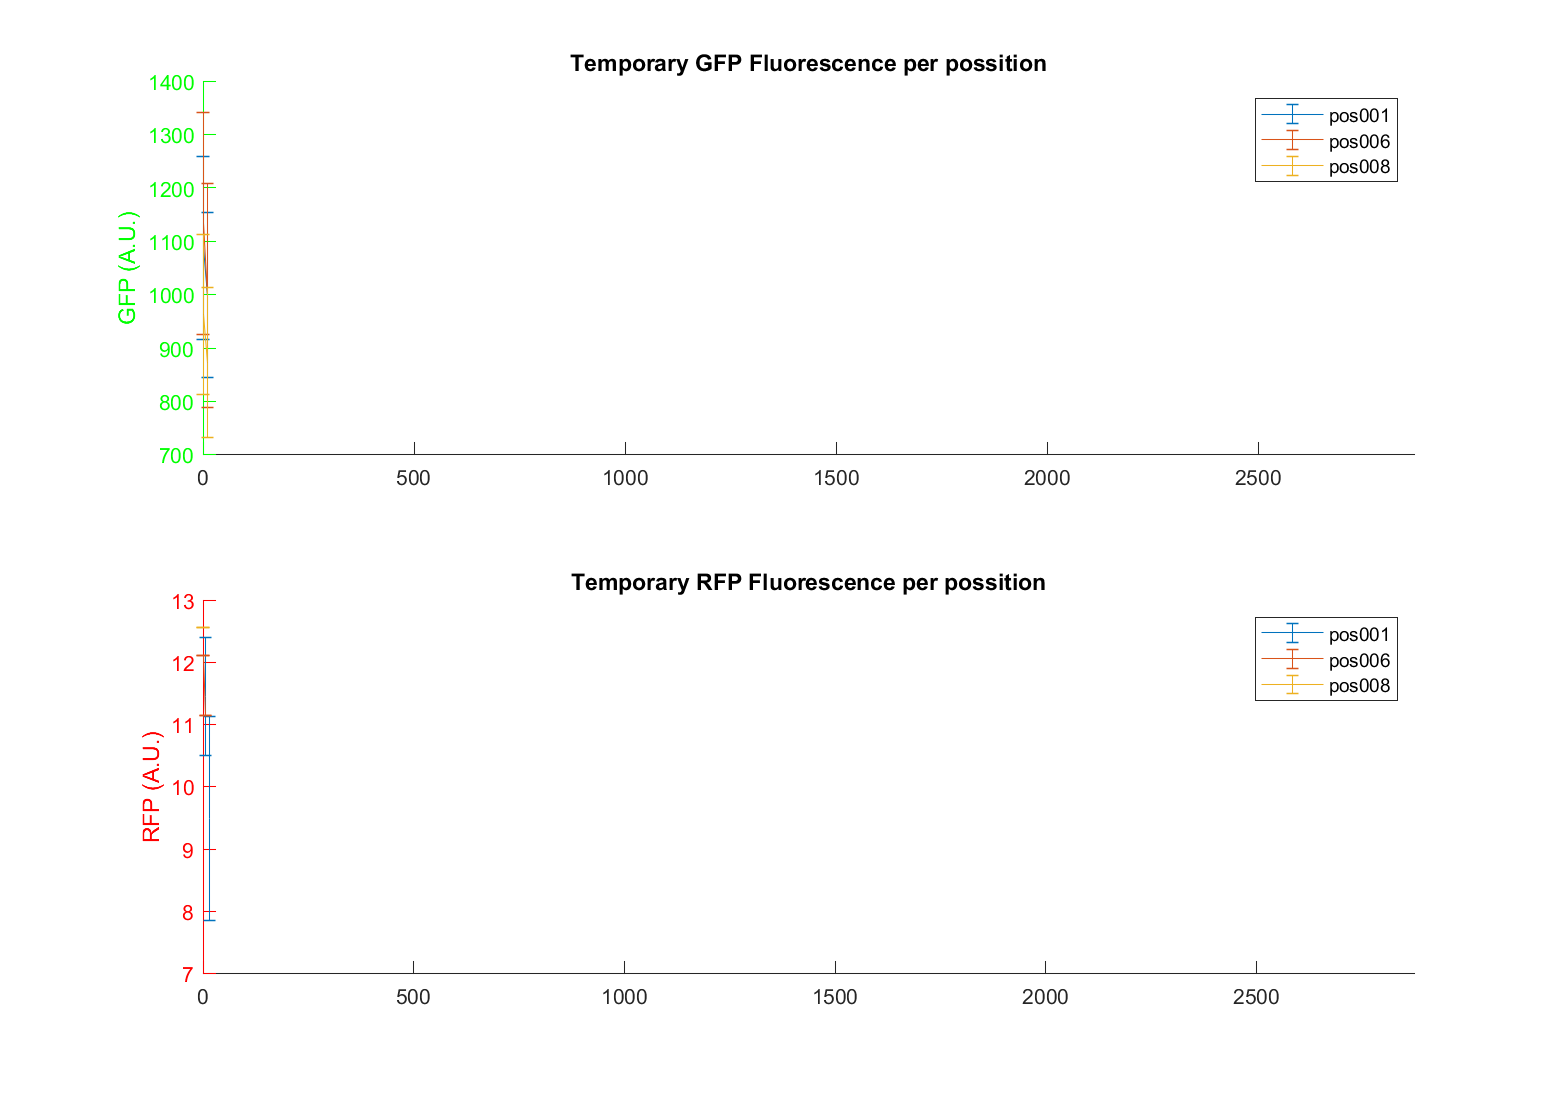 Temporary GFP Fluorescence per possition
GFP (A.U.)
1400
1300
1200
1100
1000
900
800
700
0 500 1000 1500 2000 2500
pos001
pos006
pos008
Temporary RFP Fluorescence per possition
RFP (A.U.)
13
12
11
10
9
8
7
0 500 1000 1500 2000 2500
pos001
pos006
pos008